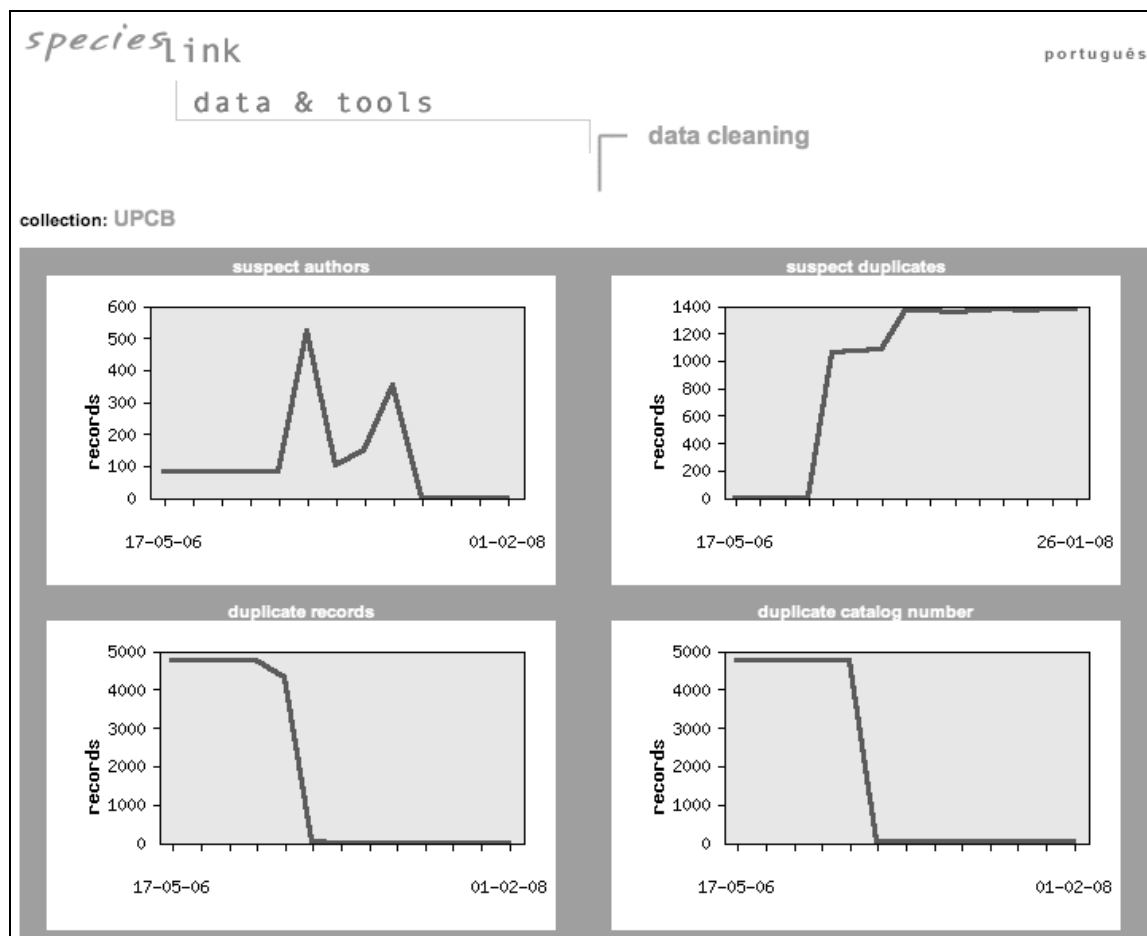 species link
português
data & tools
data cleaning
collection: UPCB
suspect authors
600
500
400
300
200
100
0
records
17-05-06 01-02-08
suspect duplicates
1400
1200
1000
800
600
400
200
0
records
17-05-06 26-01-08
duplicate records
5000
4000
3000
2000
1000
0
records
17-05-06 01-02-08
duplicate catalog number
5000
4000
3000
2000
1000
0
records
17-05-06 01-02-08